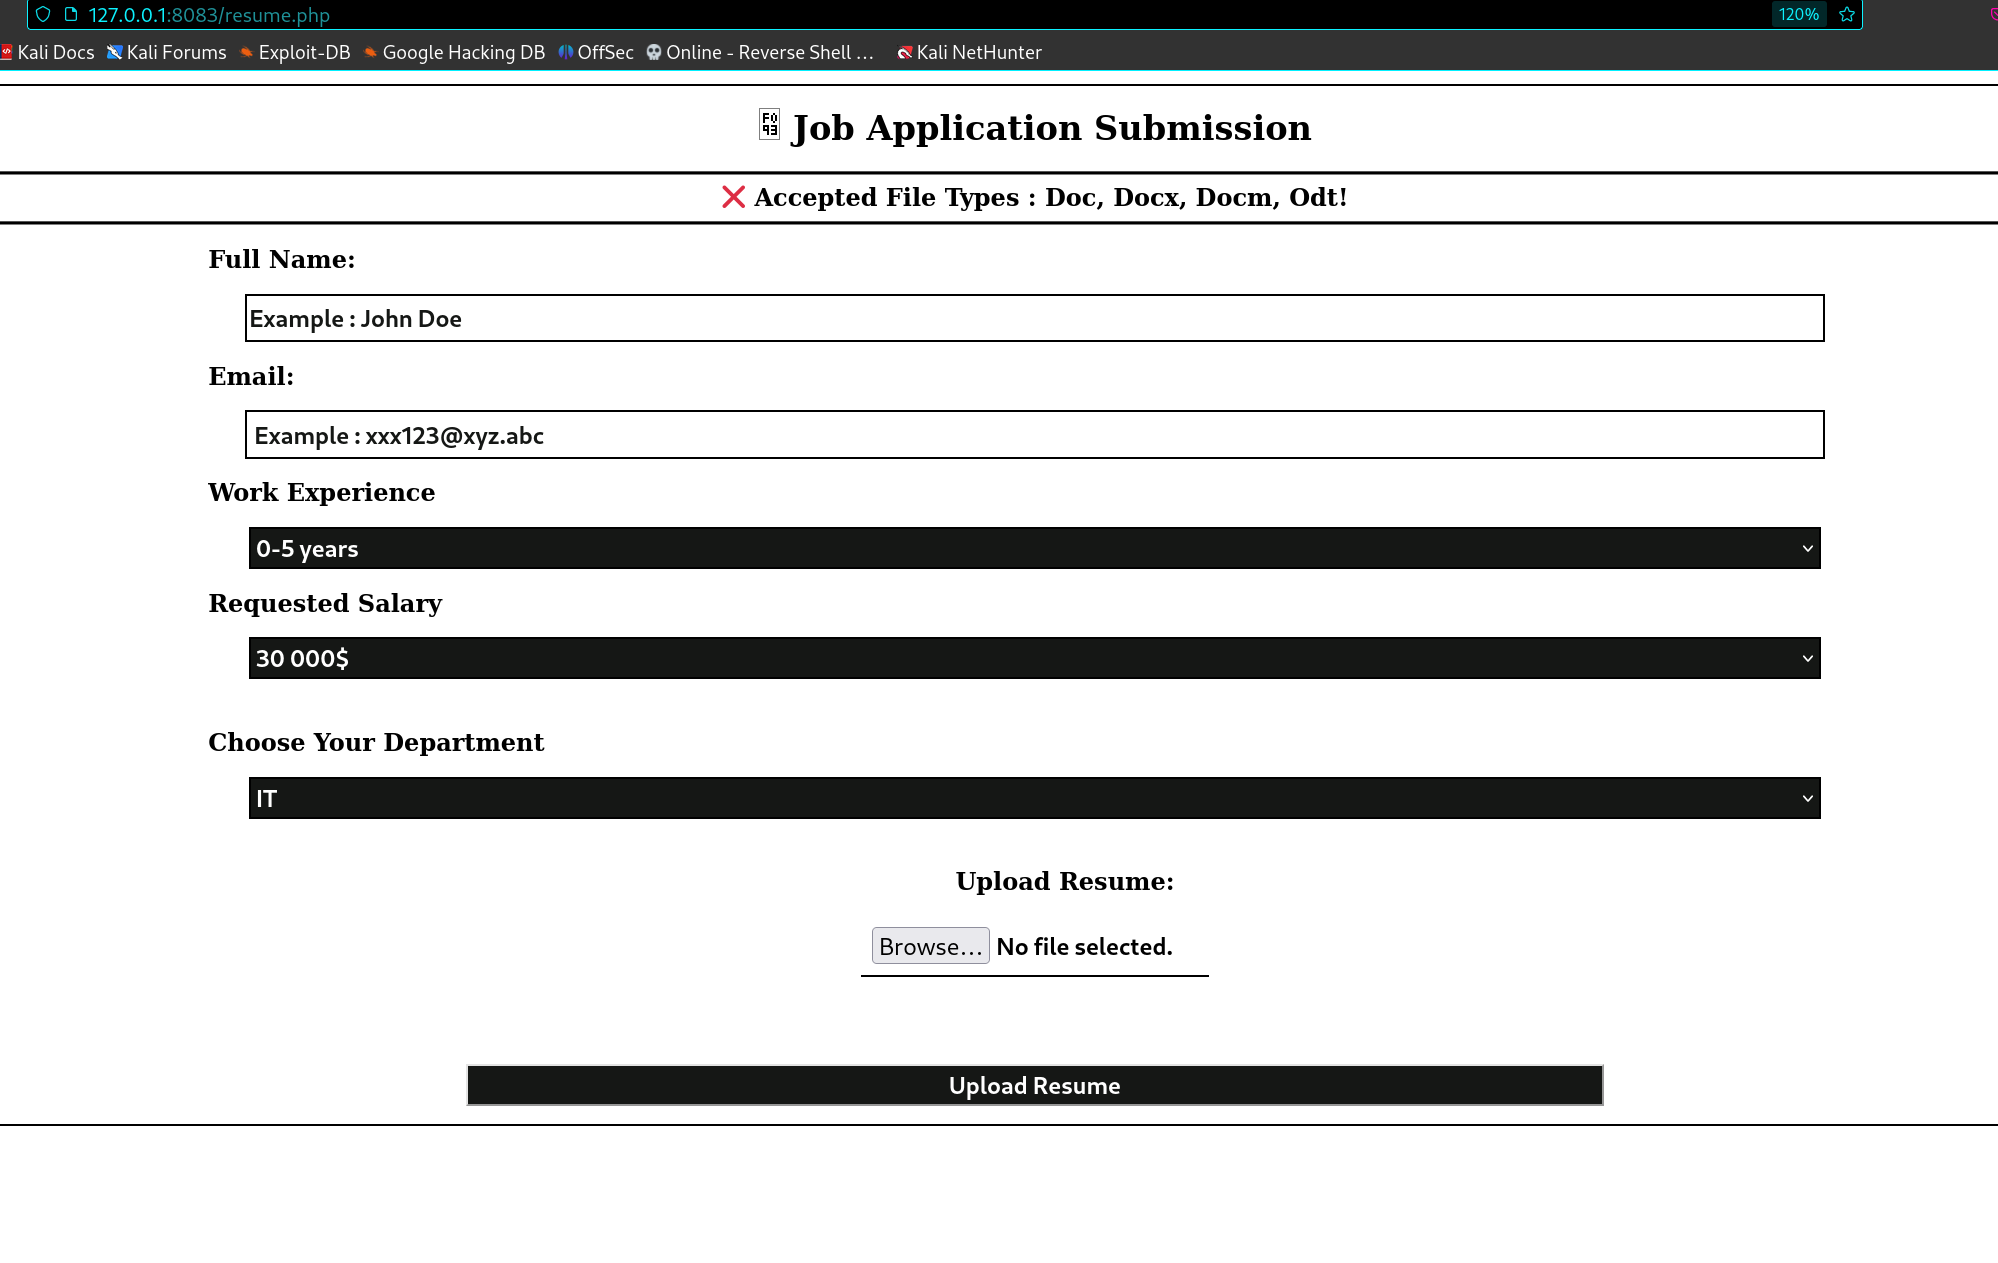 127.0.0.1:8083/resume.php 120%
Kali Docs Kali Forums Exploit-DB Google Hacking DB OffSec Online - Reverse Shell … Kali NetHunter
Job Application Submission
❌ Accepted File Types : Doc, Docx, Docm, Odt!
Full Name:
Example : John Doe
Email:
Example : xxx123@xyz.abc
Work Experience
0-5 years
Requested Salary
30 000$
Choose Your Department
IT
Upload Resume:
Browse… No file selected.
Upload Resume